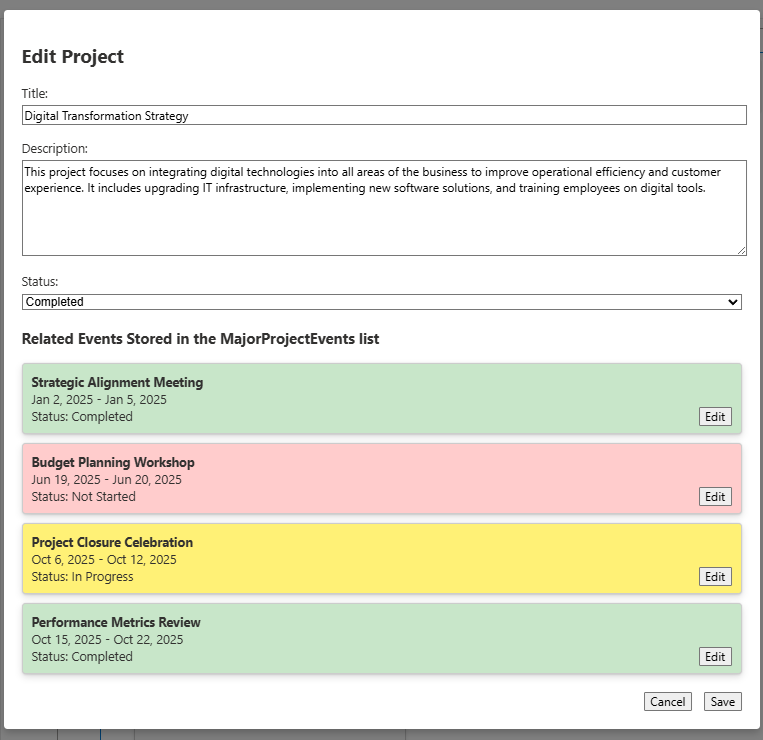 Edit Project
Title:
Digital Transformation Strategy
Description:
This project focuses on integrating digital technologies into all areas of the business to improve operational efficiency and customer
experience. It includes upgrading IT infrastructure, implementing new software solutions, and training employees on digital tools.
Status:
Completed
Related Events Stored in the MajorProjectEvents list
Strategic Alignment Meeting
Jan 2, 2025 - Jan 5, 2025
Status: Completed
Edit
Budget Planning Workshop
Jun 19, 2025 - Jun 20, 2025
Status: Not Started
Edit
Project Closure Celebration
Oct 6, 2025 - Oct 12, 2025
Status: In Progress
Edit
Performance Metrics Review
Oct 15, 2025 - Oct 22, 2025
Status: Completed
Edit
Cancel Save